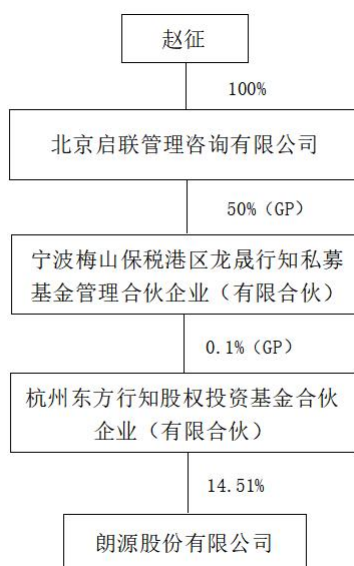 赵征
100%
北京启联管理咨询有限公司
50%（GP）
宁波梅山保税港区龙晟行知私募
基金管理合伙企业（有限合伙）
0.1%（GP）
杭州东方行知股权投资基金合伙
企业（有限合伙）
14.51%
朗源股份有限公司